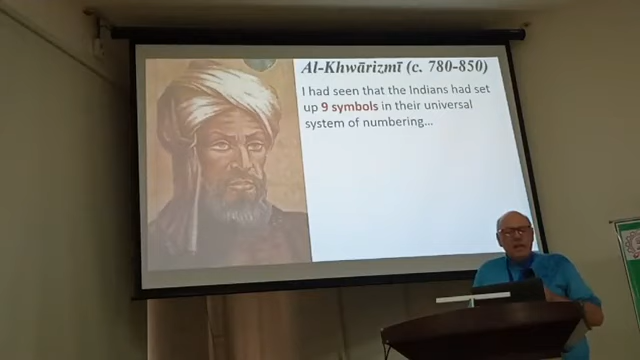 Al-Khwārizmī (c. 780-850)
I had seen that the Indians had set
up 9 symbols in their universal
system of numbering...